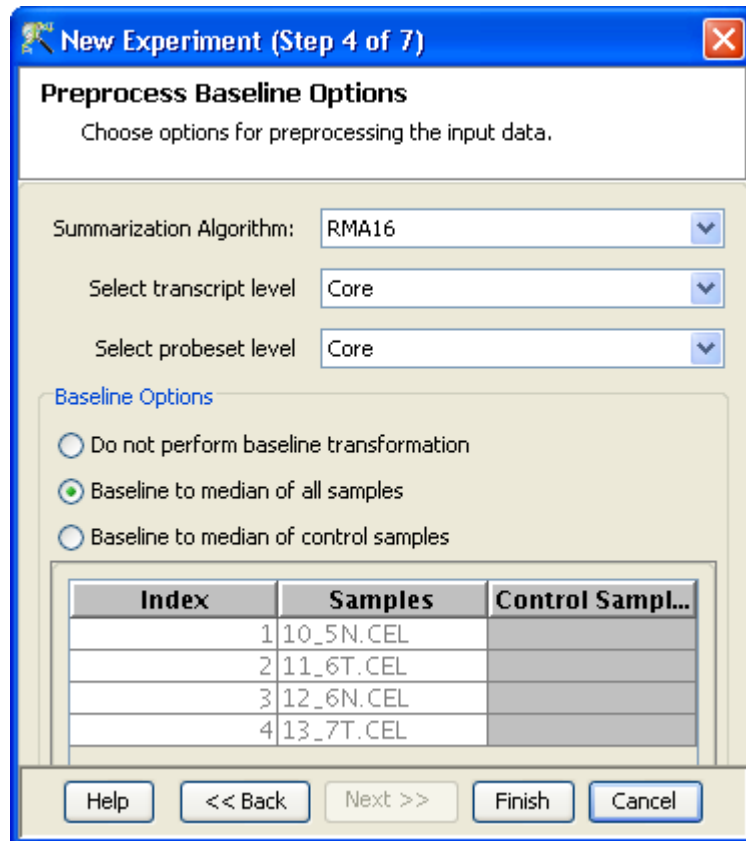 New Experiment (Step 4 of 7)
Preprocess Baseline Options
Choose options for preprocessing the input data.
Summarization Algorithm: RMA16
Select transcript level Core
Select probeset level Core
Baseline Options
Do not perform baseline transformation
Baseline to median of all samples
Baseline to median of control samples
Index Samples Control Sampl...
1 10_5N.CEL
2 11_6T.CEL
3 12_6N.CEL
4 13_7T.CEL
Help << Back Next >> Finish Cancel